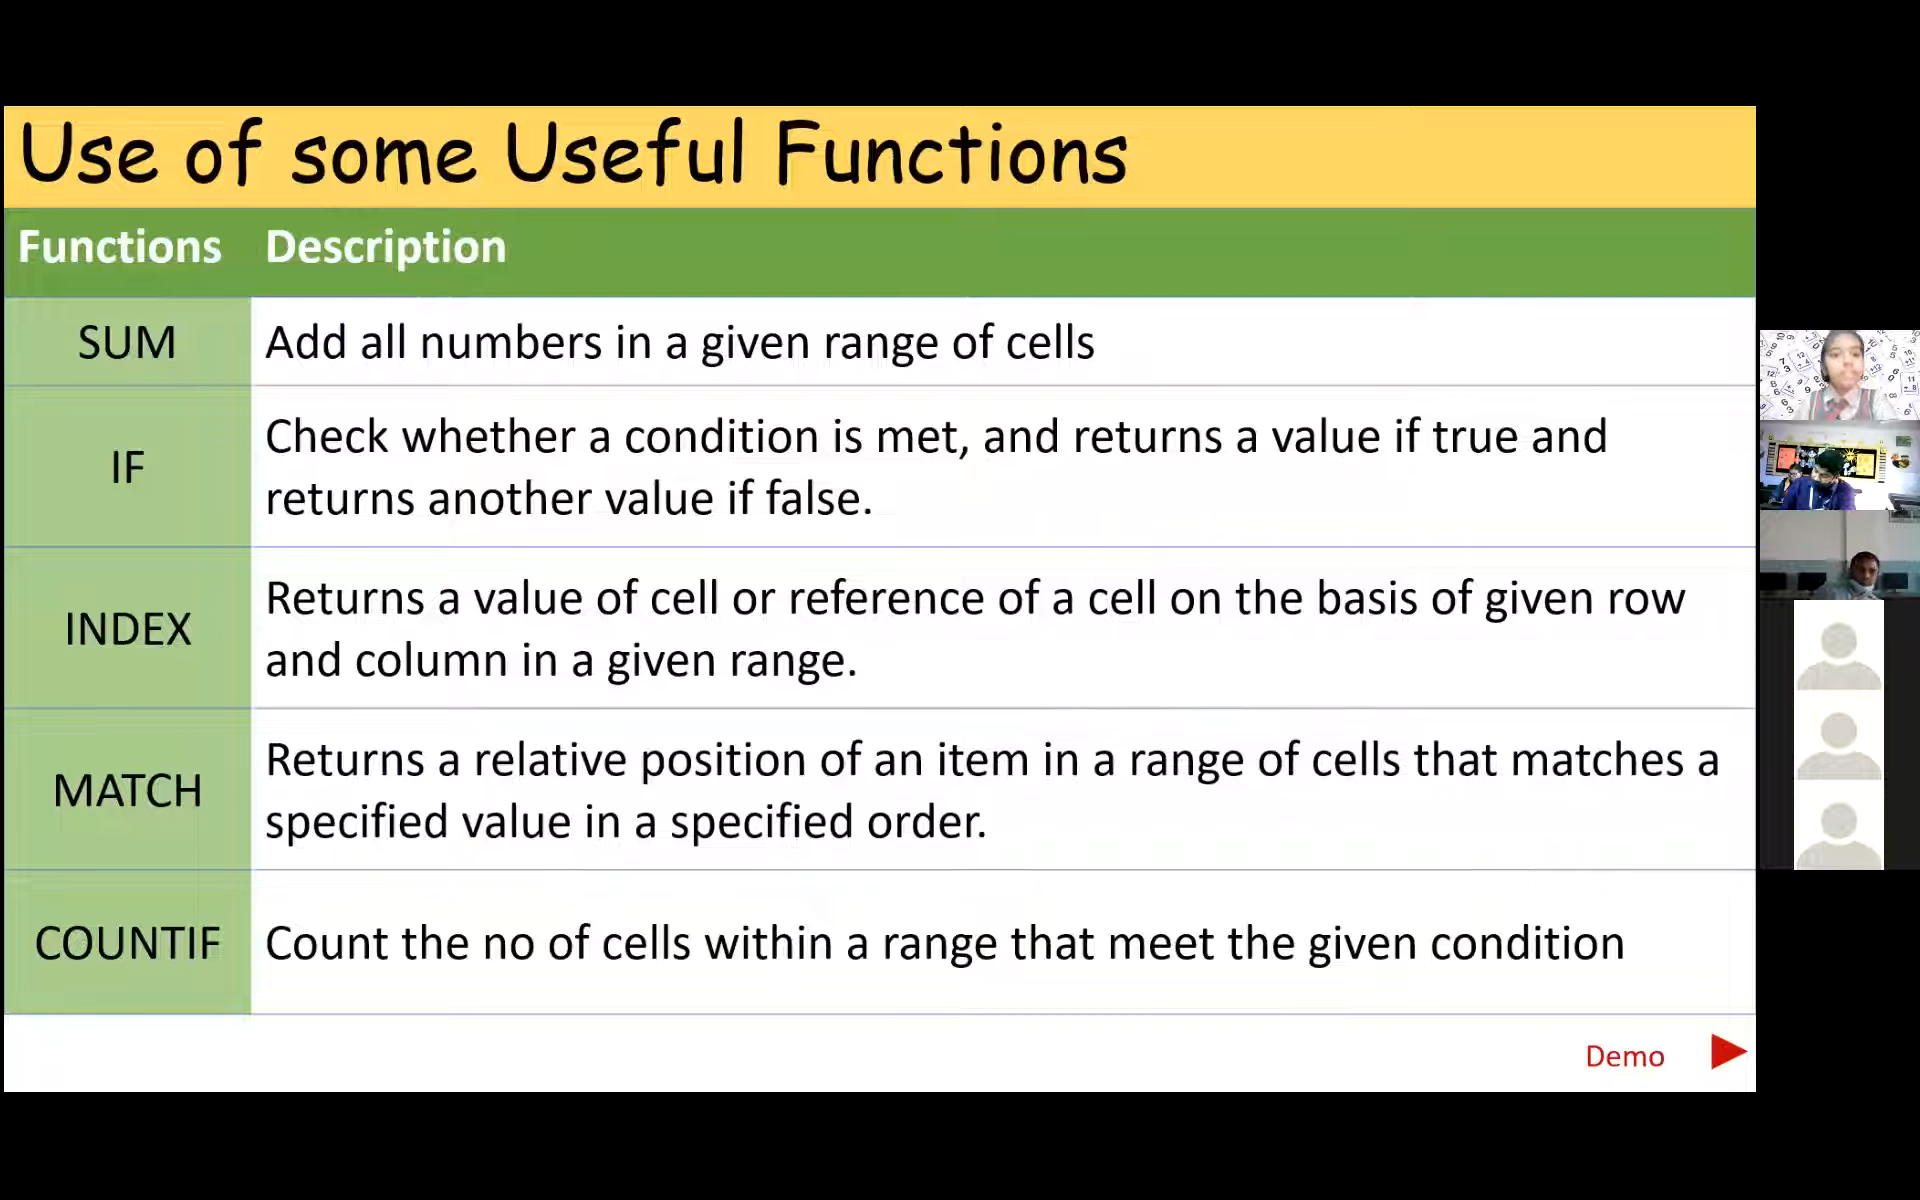 Use of some Useful Functions
Functions Description
SUM Add all numbers in a given range of cells
IF Check whether a condition is met, and returns a value if true and
returns another value if false.
INDEX Returns a value of cell or reference of a cell on the basis of given row
and column in a given range.
MATCH Returns a relative position of an item in a range of cells that matches a
specified value in a specified order.
COUNTIF Count the no of cells within a range that meet the given condition
Demo